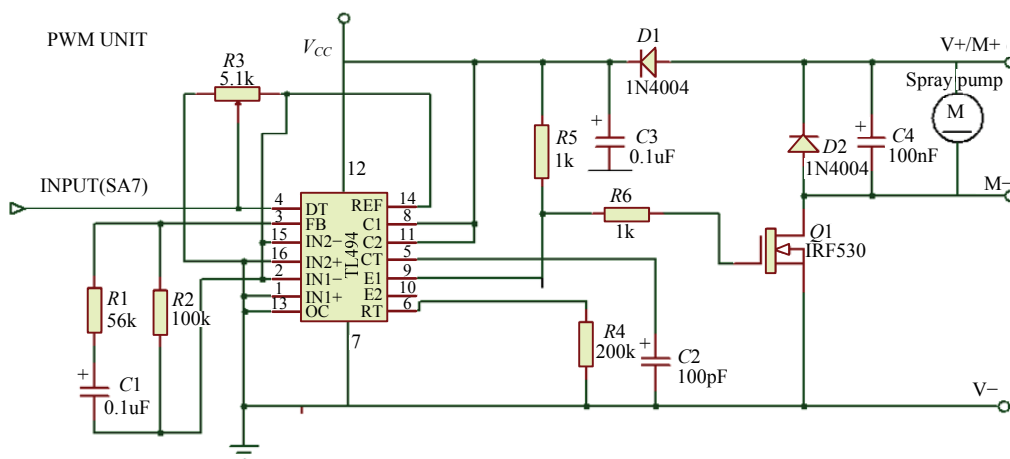 PWM UNIT
VCC
D1
1N4004
V+/M+
R3
5.1k
Spray pump
M
R5
1k
C3
0.1uF
D2
1N4004
C4
100nF
12
INPUT(SA7)
M−
R6
1k
4 DT REF 14
3 FB C1 8
15 IN2− C2 11
16 IN2+ CT 5
2 IN1− E1 9
1 IN1+ E2 10
13 OC RT 6
TL494
Q1
IRF530
R1
56k
R2
100k
7
R4
200k
C2
100pF
C1
0.1uF
V−
+
+
+
+